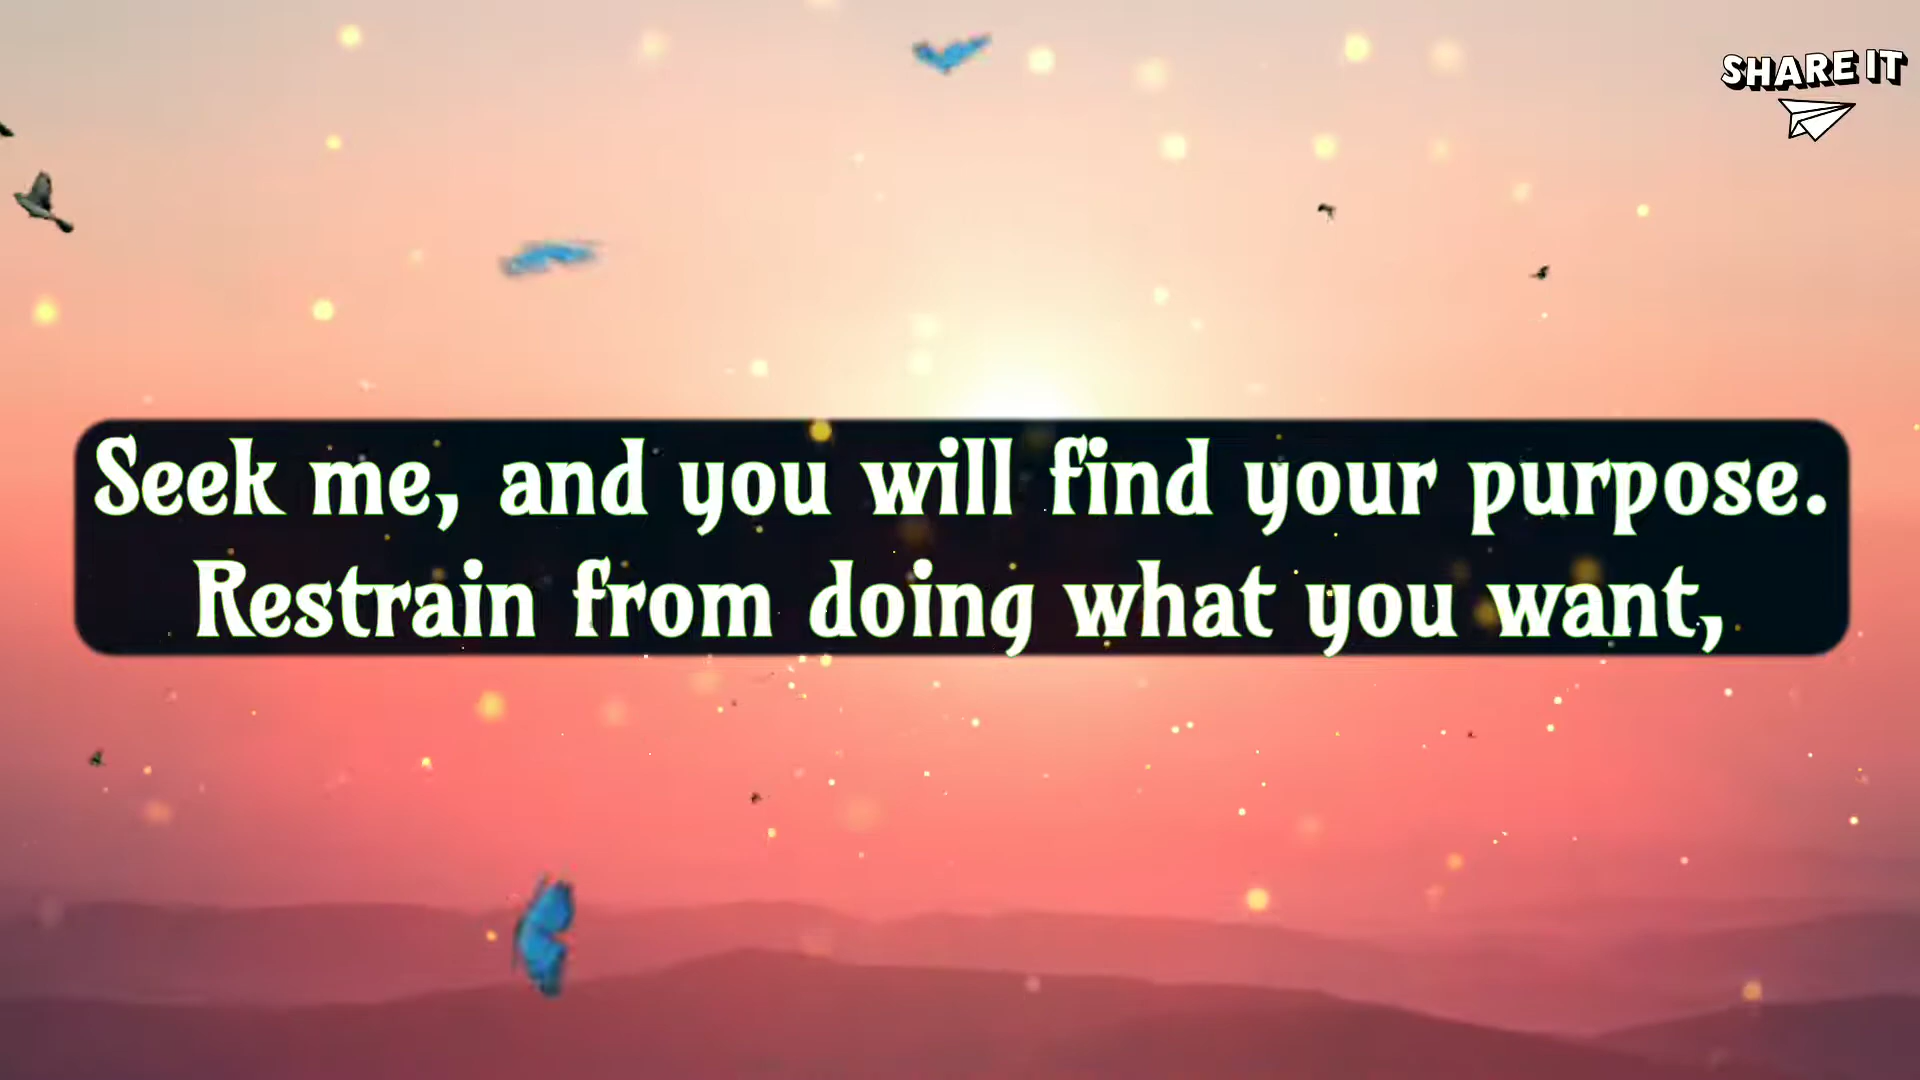 SHARE IT
Seek me, and you will find your purpose.
Restrain from doing what you want,